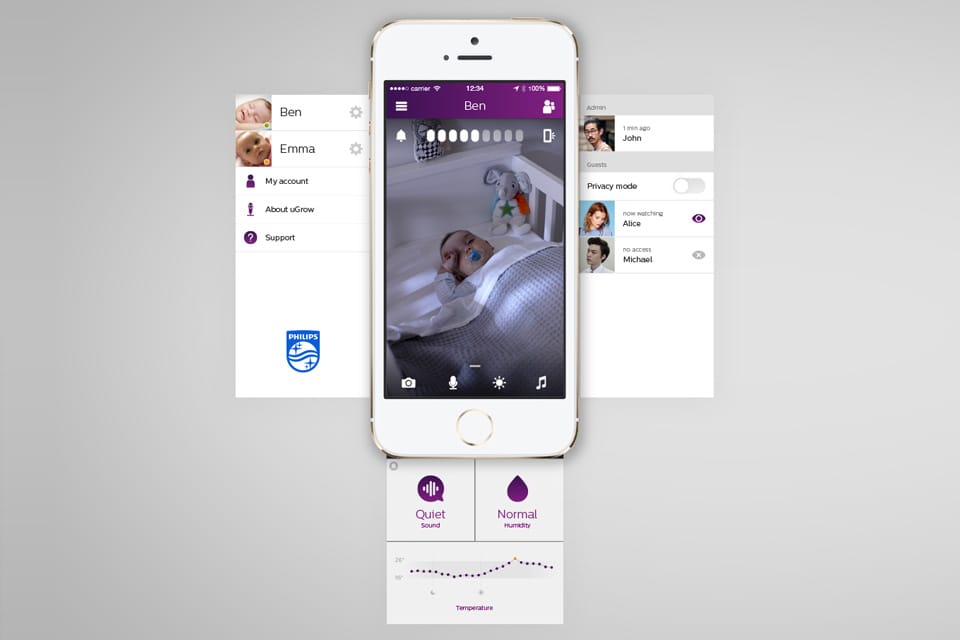 carrier
12:34
100%
Ben
Ben
Emma
My account
About uGrow
Support
PHILIPS
Admin
1 min ago
John
Guests
Privacy mode
now watching
Alice
no access
Michael
Quiet
Sound
Normal
Humidity
26°
16°
Temperature